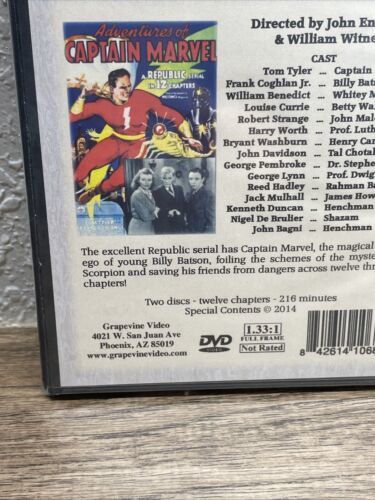 Adventures of
CAPTAIN MARVEL
A REPUBLIC SERIAL
IN 12 CHAPTERS
Directed by John En
& William Witne
CAST
Tom Tyler ... Captain
Frank Coghlan Jr. ... Billy Bats
William Benedict ... Whitey M
Louise Currie ... Betty Wa
Robert Strange ... John Malc
Harry Worth ... Prof. Luth
Bryant Washburn ... Henry Car
John Davidson ... Tal Chotal
George Pembroke ... Dr. Stephe
George Lynn ... Prof. Dwig
Reed Hadley ... Rahman Ba
Jack Mulhall ... James How
Kenneth Duncan ... Henchman
Nigel De Brulier ... Shazam
John Bagni ... Henchman
The excellent Republic serial has Captain Marvel, the magical
ego of young Billy Batson, foiling the schemes of the myste
Scorpion and saving his friends from dangers across twelve thr
chapters!
Two discs - twelve chapters - 216 minutes
Special Contents © 2014
Grapevine Video
4021 W. San Juan Ave
Phoenix, AZ 85019
www.grapevinevideo.com
DVD
VIDEO
1.33:1
FULL FRAME
Not Rated
8 42614 1068